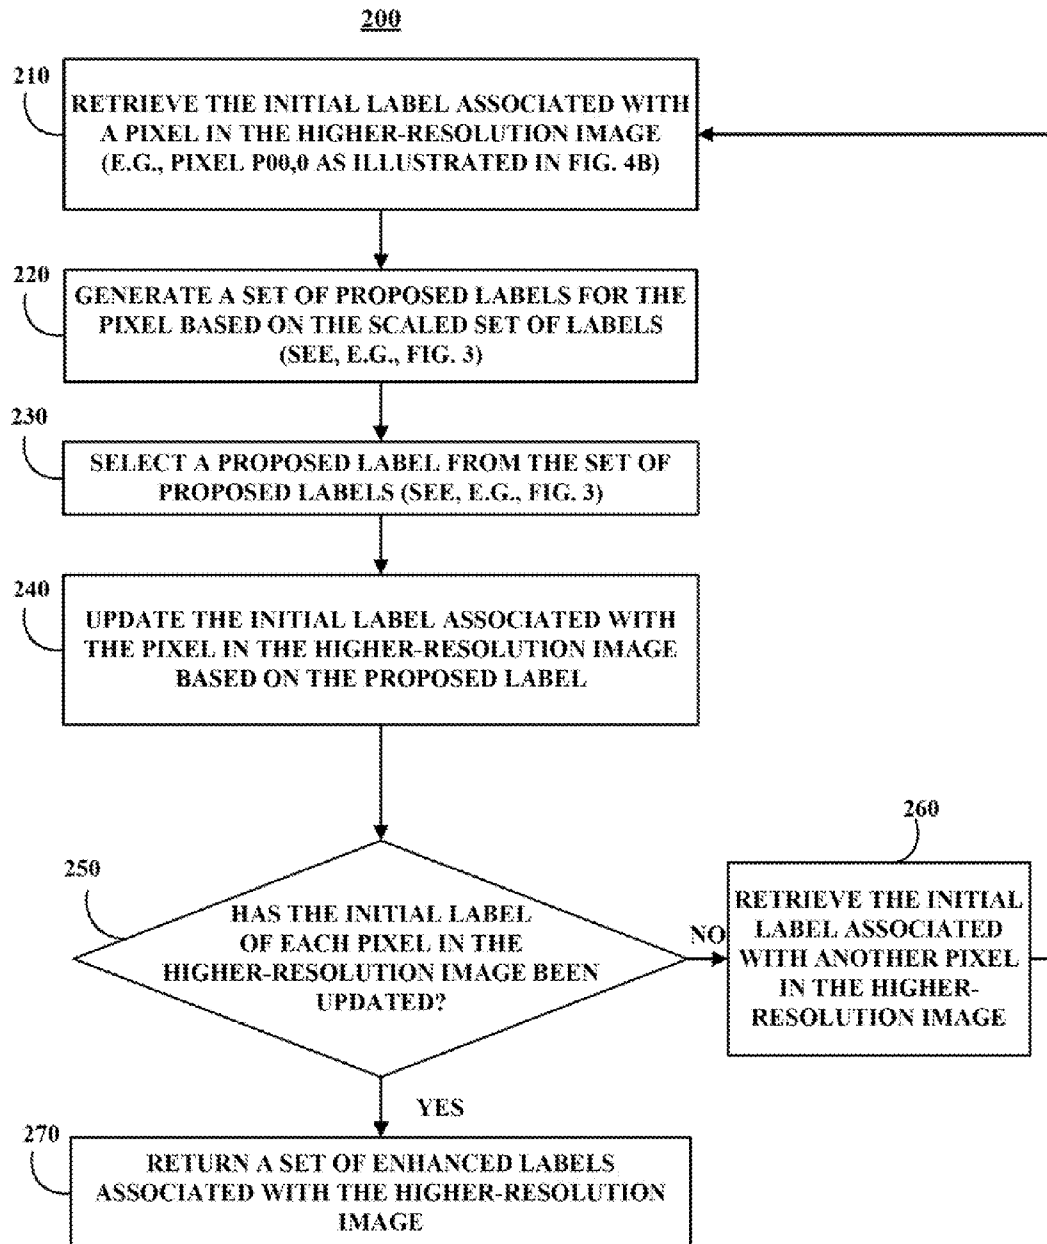 200
210
RETRIEVE THE INITIAL LABEL ASSOCIATED WITH
A PIXEL IN THE HIGHER-RESOLUTION IMAGE
(E.G., PIXEL P00,0 AS ILLUSTRATED IN FIG. 4B)
220
GENERATE A SET OF PROPOSED LABELS FOR THE
PIXEL BASED ON THE SCALED SET OF LABELS
(SEE, E.G., FIG. 3)
230
SELECT A PROPOSED LABEL FROM THE SET OF
PROPOSED LABELS (SEE, E.G., FIG. 3)
240
UPDATE THE INITIAL LABEL ASSOCIATED WITH
THE PIXEL IN THE HIGHER-RESOLUTION IMAGE
BASED ON THE PROPOSED LABEL
250
HAS THE INITIAL LABEL
OF EACH PIXEL IN THE
HIGHER-RESOLUTION IMAGE BEEN
UPDATED?
NO
260
RETRIEVE THE INITIAL
LABEL ASSOCIATED
WITH ANOTHER PIXEL
IN THE HIGHER-
RESOLUTION IMAGE
YES
270
RETURN A SET OF ENHANCED LABELS
ASSOCIATED WITH THE HIGHER-RESOLUTION
IMAGE